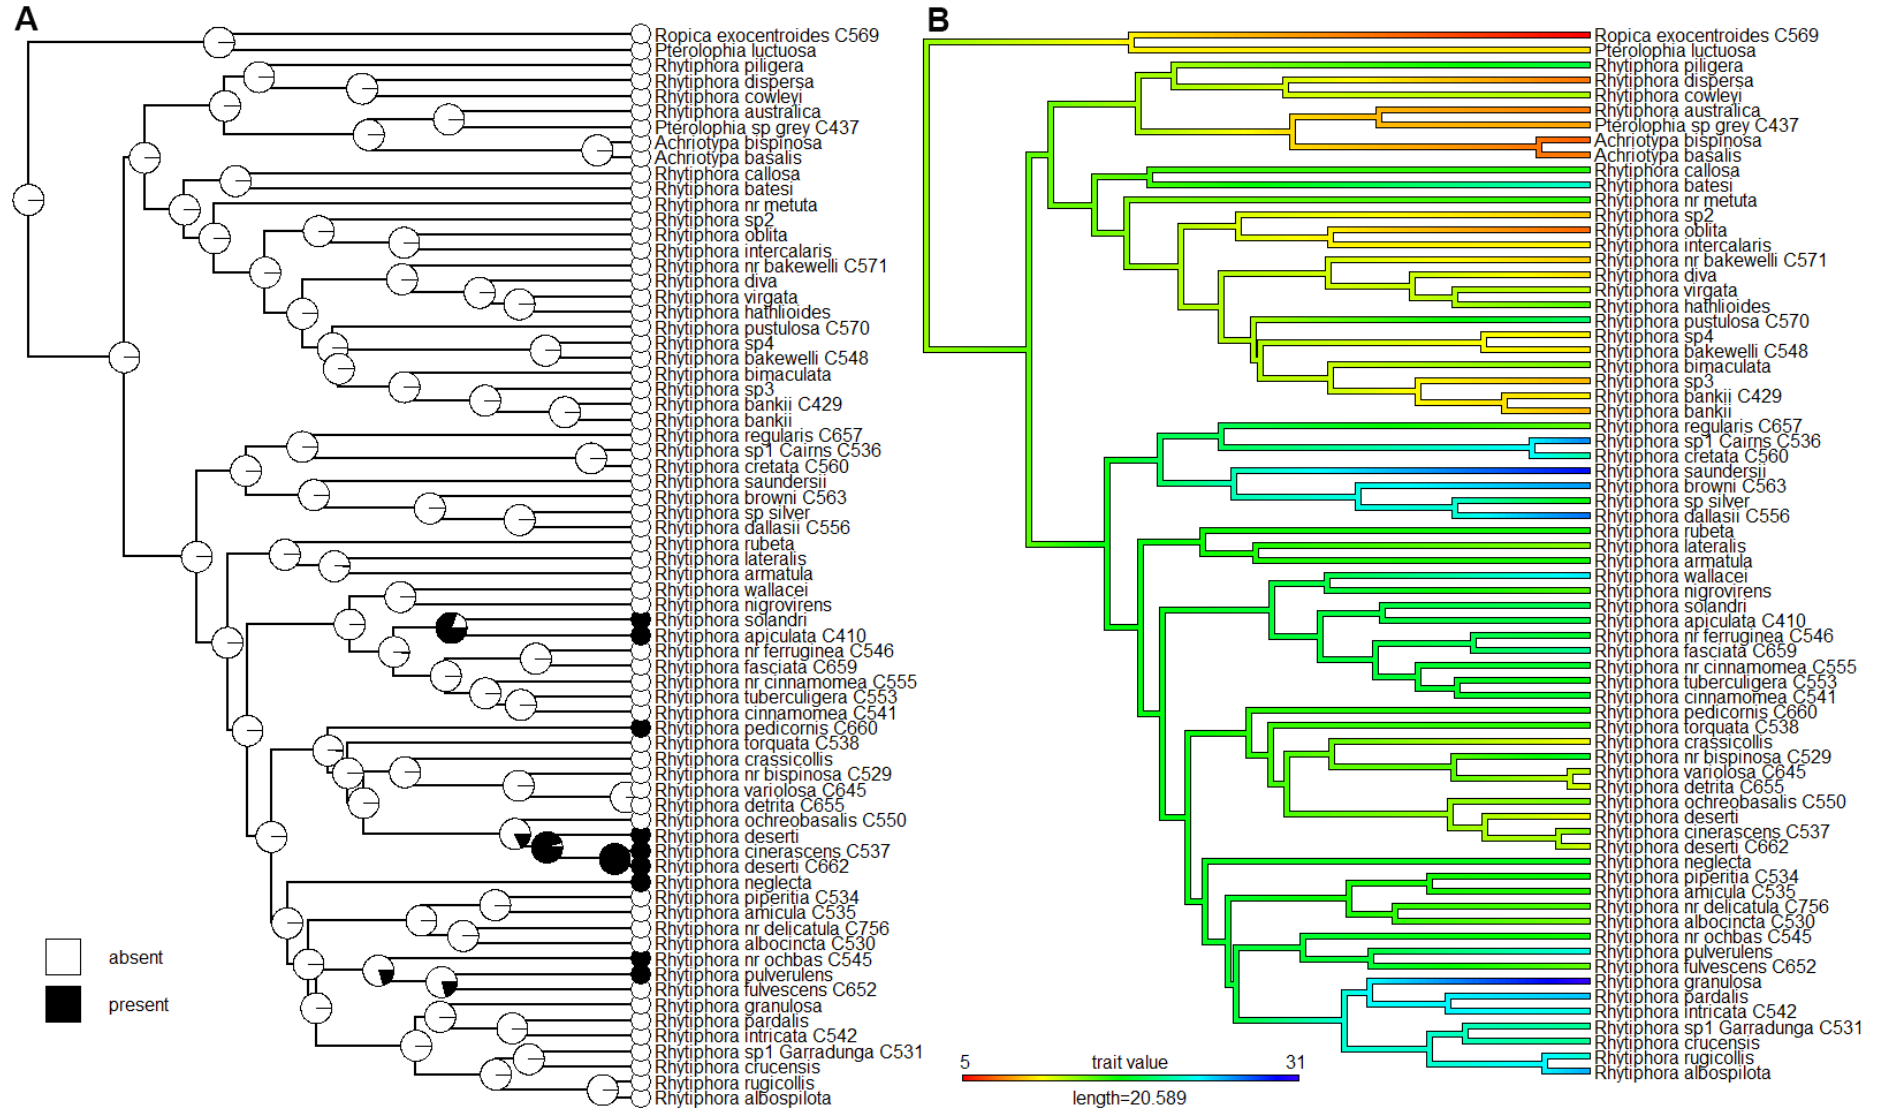 A
Ropica exocentroides C569
Pterolophia luctuosa
Rhytiphora piligera
Rhytiphora dispersa
Rhytiphora cowleyi
Rhytiphora australica
Pterolophia sp grey C437
Achriotypa bispinosa
Achriotypa basalis
Rhytiphora callosa
Rhytiphora batesi
Rhytiphora nr metuta
Rhytiphora sp2
Rhytiphora oblita
Rhytiphora intercalaris
Rhytiphora nr bakewelli C571
Rhytiphora diva
Rhytiphora virgata
Rhytiphora hathlioides
Rhytiphora pustulosa C570
Rhytiphora sp4
Rhytiphora bakewelli C548
Rhytiphora bimaculata
Rhytiphora sp3
Rhytiphora bankii C429
Rhytiphora bankii
Rhytiphora regularis C657
Rhytiphora sp1 Cairns C536
Rhytiphora cretata C560
Rhytiphora saundersii
Rhytiphora browni C563
Rhytiphora sp silver
Rhytiphora dallasii C556
Rhytiphora rubeta
Rhytiphora lateralis
Rhytiphora armatula
Rhytiphora wallacei
Rhytiphora nigrovirens
Rhytiphora solandri
Rhytiphora apiculata C410
Rhytiphora nr ferruginea C546
Rhytiphora fasciata C659
Rhytiphora nr cinnamomea C555
Rhytiphora tuberculigera C553
Rhytiphora cinnamomea C541
Rhytiphora pedicornis C660
Rhytiphora torquata C538
Rhytiphora crassicollis
Rhytiphora nr bispinosa C529
Rhytiphora variolosa C645
Rhytiphora detrita C655
Rhytiphora ochreobasalis C550
Rhytiphora deserti
Rhytiphora cinerascens C537
Rhytiphora deserti C662
Rhytiphora neglecta
Rhytiphora piperitia C534
Rhytiphora amicula C535
Rhytiphora nr delicatula C756
Rhytiphora albocincta C530
Rhytiphora nr ochbas C545
Rhytiphora pulverulens
Rhytiphora fulvescens C652
Rhytiphora granulosa
Rhytiphora pardalis
Rhytiphora intricata C542
Rhytiphora sp1 Garradunga C531
Rhytiphora crucensis
Rhytiphora rugicollis
Rhytiphora albospilota
absent
present
B
Ropica exocentroides C569
Pterolophia luctuosa
Rhytiphora piligera
Rhytiphora dispersa
Rhytiphora cowleyi
Rhytiphora australica
Pterolophia sp grey C437
Achriotypa bispinosa
Achriotypa basalis
Rhytiphora callosa
Rhytiphora batesi
Rhytiphora nr metuta
Rhytiphora sp2
Rhytiphora oblita
Rhytiphora intercalaris
Rhytiphora nr bakewelli C571
Rhytiphora diva
Rhytiphora virgata
Rhytiphora hathlioides
Rhytiphora pustulosa C570
Rhytiphora sp4
Rhytiphora bakewelli C548
Rhytiphora bimaculata
Rhytiphora sp3
Rhytiphora bankii C429
Rhytiphora bankii
Rhytiphora regularis C657
Rhytiphora sp1 Cairns C536
Rhytiphora cretata C560
Rhytiphora saundersii
Rhytiphora browni C563
Rhytiphora sp silver
Rhytiphora dallasii C556
Rhytiphora rubeta
Rhytiphora lateralis
Rhytiphora armatula
Rhytiphora wallacei
Rhytiphora nigrovirens
Rhytiphora solandri
Rhytiphora apiculata C410
Rhytiphora nr ferruginea C546
Rhytiphora fasciata C659
Rhytiphora nr cinnamomea C555
Rhytiphora tuberculigera C553
Rhytiphora cinnamomea C541
Rhytiphora pedicornis C660
Rhytiphora torquata C538
Rhytiphora crassicollis
Rhytiphora nr bispinosa C529
Rhytiphora variolosa C645
Rhytiphora detrita C655
Rhytiphora ochreobasalis C550
Rhytiphora deserti
Rhytiphora cinerascens C537
Rhytiphora deserti C662
Rhytiphora neglecta
Rhytiphora piperitia C534
Rhytiphora amicula C535
Rhytiphora nr delicatula C756
Rhytiphora albocincta C530
Rhytiphora nr ochbas C545
Rhytiphora pulverulens
Rhytiphora fulvescens C652
Rhytiphora granulosa
Rhytiphora pardalis
Rhytiphora intricata C542
Rhytiphora sp1 Garradunga C531
Rhytiphora crucensis
Rhytiphora rugicollis
Rhytiphora albospilota
5 trait value 31
length=20.589